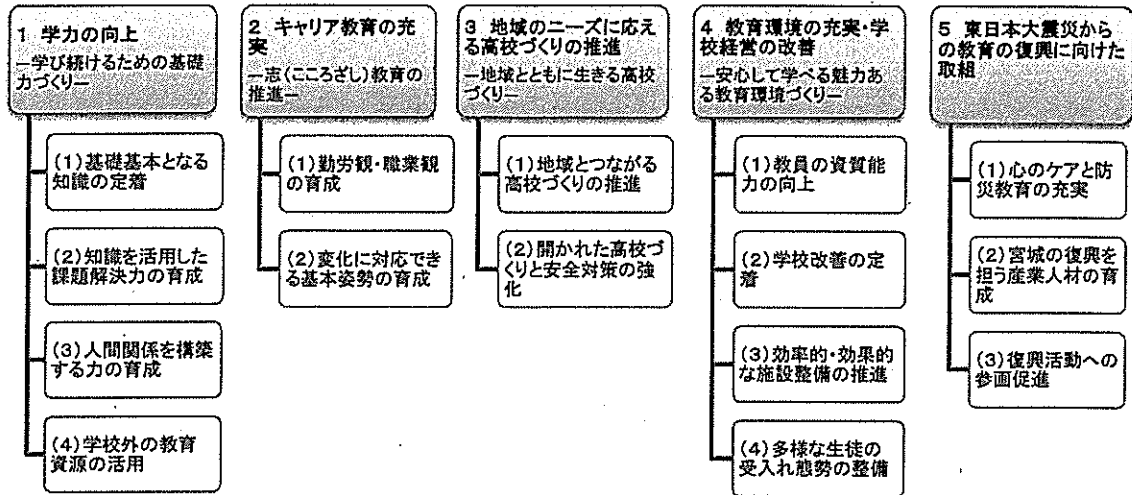 1 学力の向上
―学び続けるための基礎
力づくり―
(1)基礎基本となる
知識の定着
(2)知識を活用した
課題解決力の育成
(3)人間関係を構築
する力の育成
(4)学校外の教育
資源の活用
2 キャリア教育の充
実
―志(こころざし)教育の
推進―
(1)勤労観・職業観
の育成
(2)変化に対応でき
る基本姿勢の育成
3 地域のニーズに応え
る高校づくりの推進
―地域とともに生きる高校
づくり―
(1)地域とつながる
高校づくりの推進
(2)開かれた高校づ
くりと安全対策の強
化
4 教育環境の充実・学
校経営の改善
―安心して学べる魅力あ
る教育環境づくり―
(1)教員の資質能
力の向上
(2)学校改善の定
着
(3)効率的・効果的
な施設整備の推進
(4)多様な生徒の
受入れ態勢の整備
5 東日本大震災から
の教育の復興に向けた
取組
(1)心のケアと防
災教育の充実
(2)宮城の復興を
担う産業人材の育
成
(3)復興活動への
参画促進